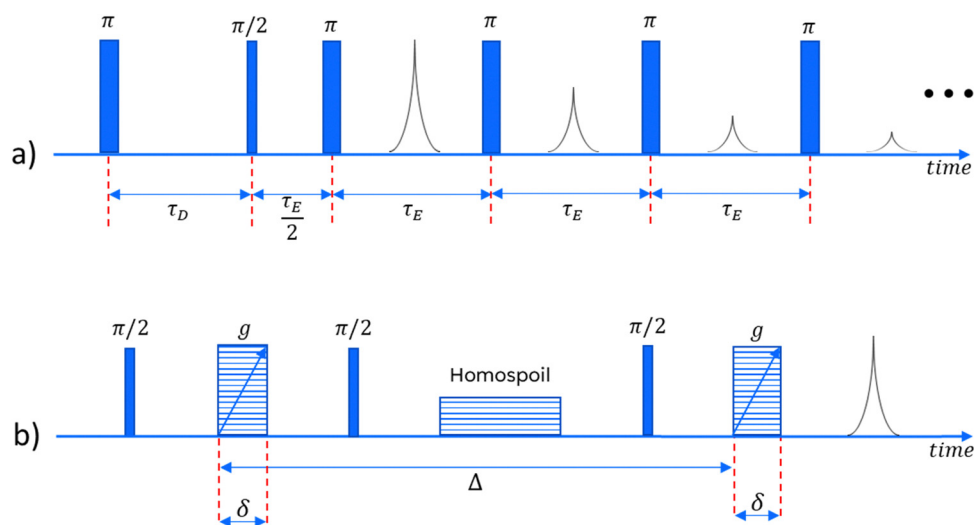 π π/2 π π π π
a)
time
τ_D τ_E/2 τ_E τ_E τ_E
π/2 g π/2 π/2 g
Homospoil
b)
time
Δ
δ δ